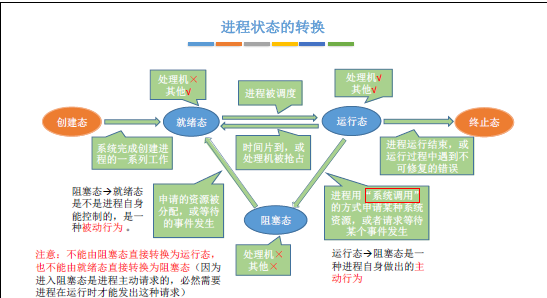 进程状态的转换
处理机×
其他√
处理机√
其他√
进程被调度
创建态
就绪态
运行态
终止态
系统完成创建进
程的一系列工作
时间片到，或
处理机被抢占
进程运行结束，或
运行过程中遇到不
可修复的错误
阻塞态→就绪态
是不是进程自身
能控制的，是一
种被动行为。
申请的资源被
分配，或等待
的事件发生
阻塞态
进程用“系统调用”
的方式申请某种系统
资源，或者请求等待
某个事件发生
处理机×
其他×
注意：不能由阻塞态直接转换为运行态，
也不能由就绪态直接转换为阻塞态（因为
进入阻塞态是进程主动请求的，必然需要
进程在运行时才能发出这种请求）
运行态→阻塞态是一
种进程自身做出的主
动行为